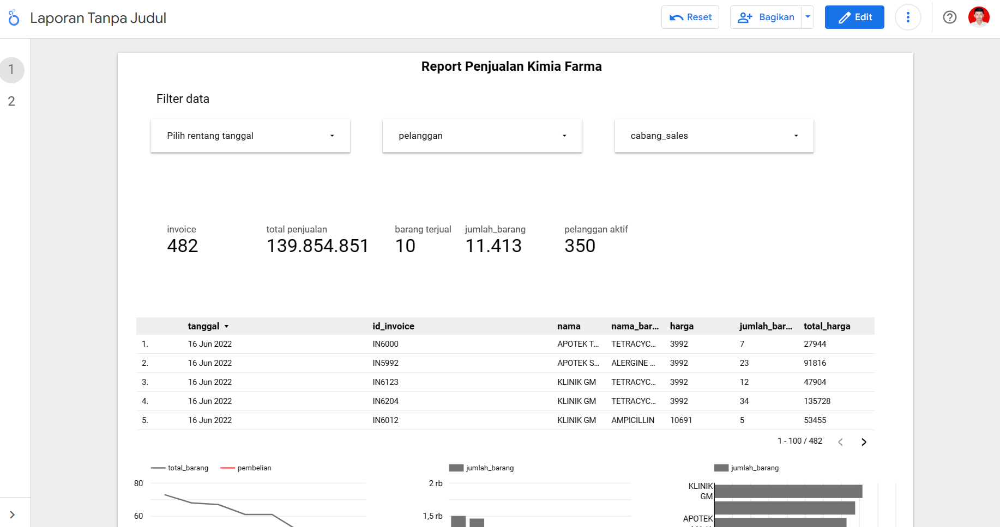 Laporan Tanpa Judul
Reset
Bagikan
Edit
1
2
Report Penjualan Kimia Farma
Filter data
Pilih rentang tanggal
pelanggan
cabang_sales
invoice
482
total penjualan
139.854.851
barang terjual
10
jumlah_barang
11.413
pelanggan aktif
350
tanggal id_invoice nama nama_bar... harga jumlah_bar... total_harga
1. 16 Jun 2022 IN6000 APOTEK T... TETRACYC... 3992 7 27944
2. 16 Jun 2022 IN5992 APOTEK S... ALERGINE ... 3992 23 91816
3. 16 Jun 2022 IN6123 KLINIK GM TETRACYC... 3992 12 47904
4. 16 Jun 2022 IN6204 KLINIK GM TETRACYC... 3992 34 135728
5. 16 Jun 2022 IN6012 KLINIK GM AMPICILLIN 10691 5 53455
1 - 100 / 482
total_barang pembelian
80
60
jumlah_barang
2 rb
1,5 rb
jumlah_barang
KLINIK
GM
APOTEK